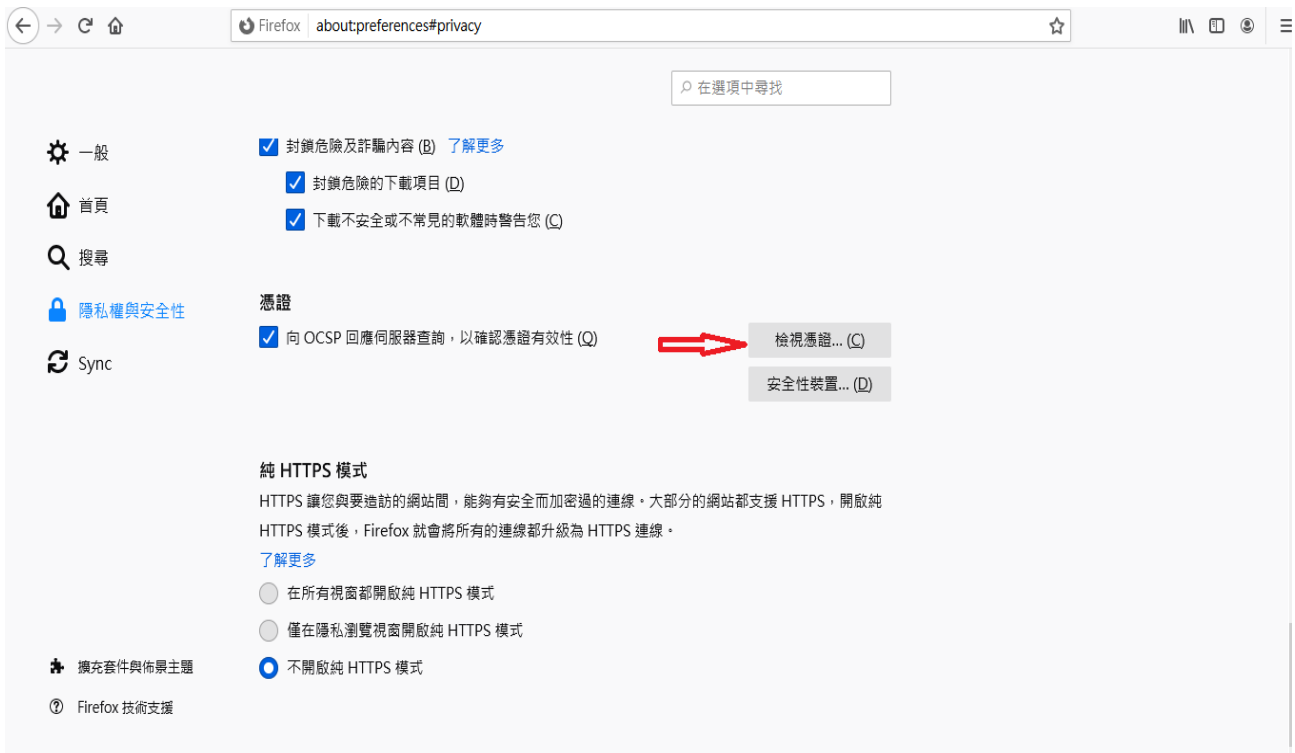 Firefox about:preferences#privacy
在選項中尋找
一般
首頁
搜尋
隱私權與安全性
Sync
擴充套件與佈景主題
Firefox 技術支援
封鎖危險及詐騙內容 (B) 了解更多
封鎖危險的下載項目 (D)
下載不安全或不常見的軟體時警告您 (C)
憑證
向 OCSP 回應伺服器查詢，以確認憑證有效性 (Q)
檢視憑證... (C)
安全性裝置... (D)
純 HTTPS 模式
HTTPS 讓您與要造訪的網站間，能夠有安全而加密過的連線。大部分的網站都支援 HTTPS，開啟純
HTTPS 模式後，Firefox 就會將所有的連線都升級為 HTTPS 連線。
了解更多
在所有視窗都開啟純 HTTPS 模式
僅在隱私瀏覽視窗開啟純 HTTPS 模式
不開啟純 HTTPS 模式